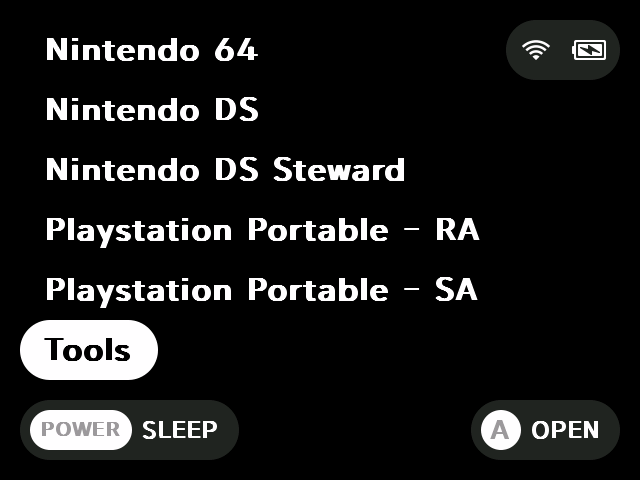 Nintendo 64
Nintendo DS
Nintendo DS Steward
Playstation Portable - RA
Playstation Portable - SA
Tools
POWER SLEEP
A OPEN